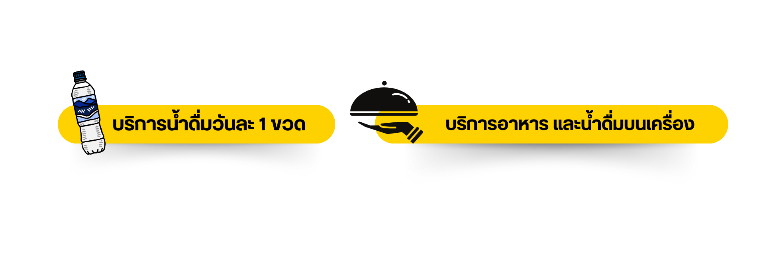 บริการน้ำดื่มวันละ 1 ขวด
บริการอาหาร และน้ำดื่มบนเครื่อง